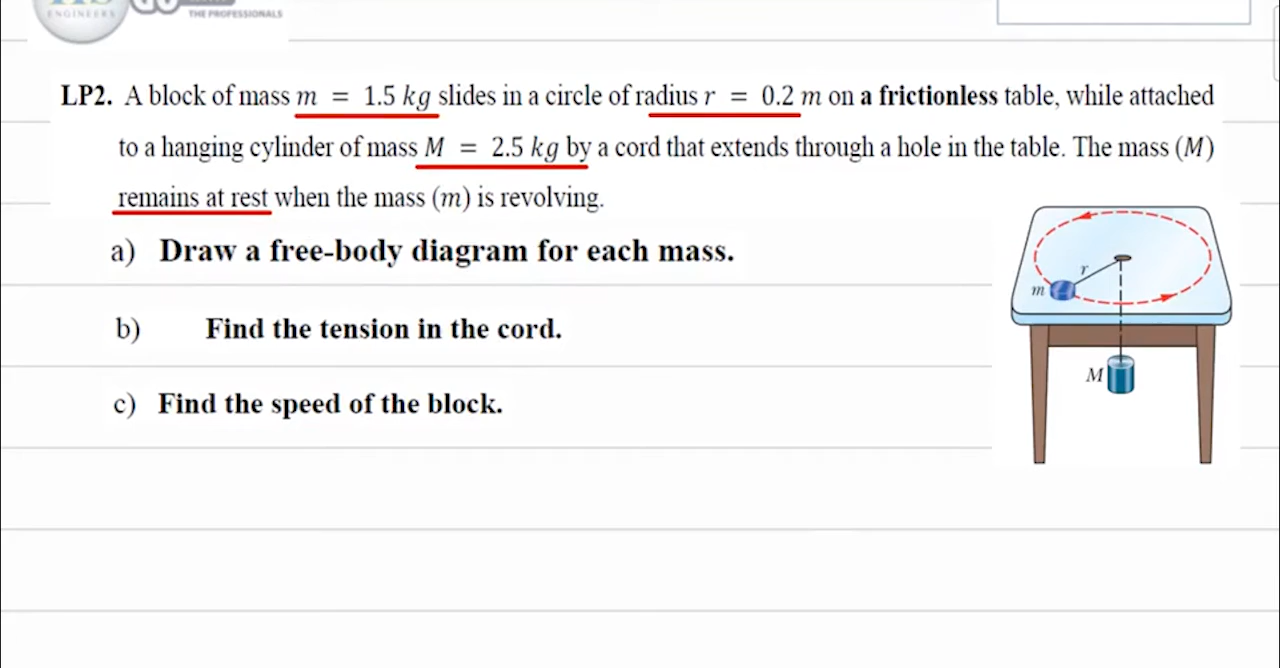 ENGINEERS
THE PROFESSIONALS
LP2. A block of mass m = 1.5 kg slides in a circle of radius r = 0.2 m on a frictionless table, while attached
to a hanging cylinder of mass M = 2.5 kg by a cord that extends through a hole in the table. The mass (M)
remains at rest when the mass (m) is revolving.
a) Draw a free-body diagram for each mass.
b) Find the tension in the cord.
c) Find the speed of the block.
r
m
M